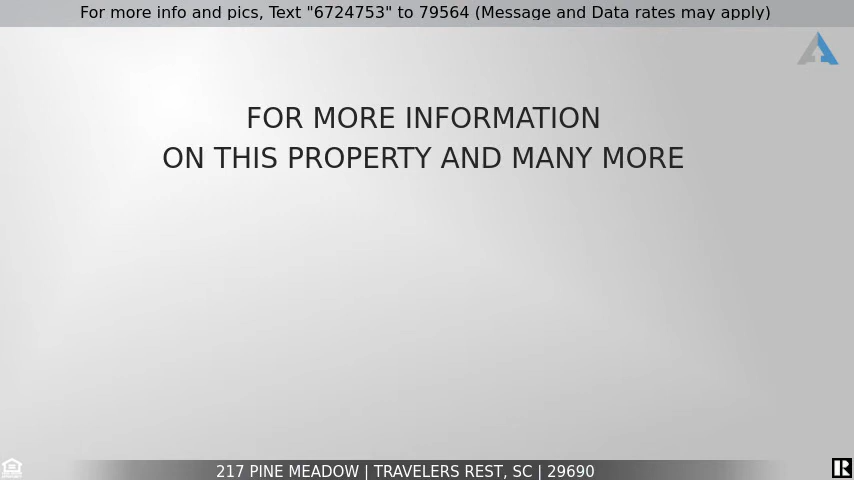 For more info and pics, Text "6724753" to 79564 (Message and Data rates may apply)
FOR MORE INFORMATION
ON THIS PROPERTY AND MANY MORE
217 PINE MEADOW | TRAVELERS REST, SC | 29690